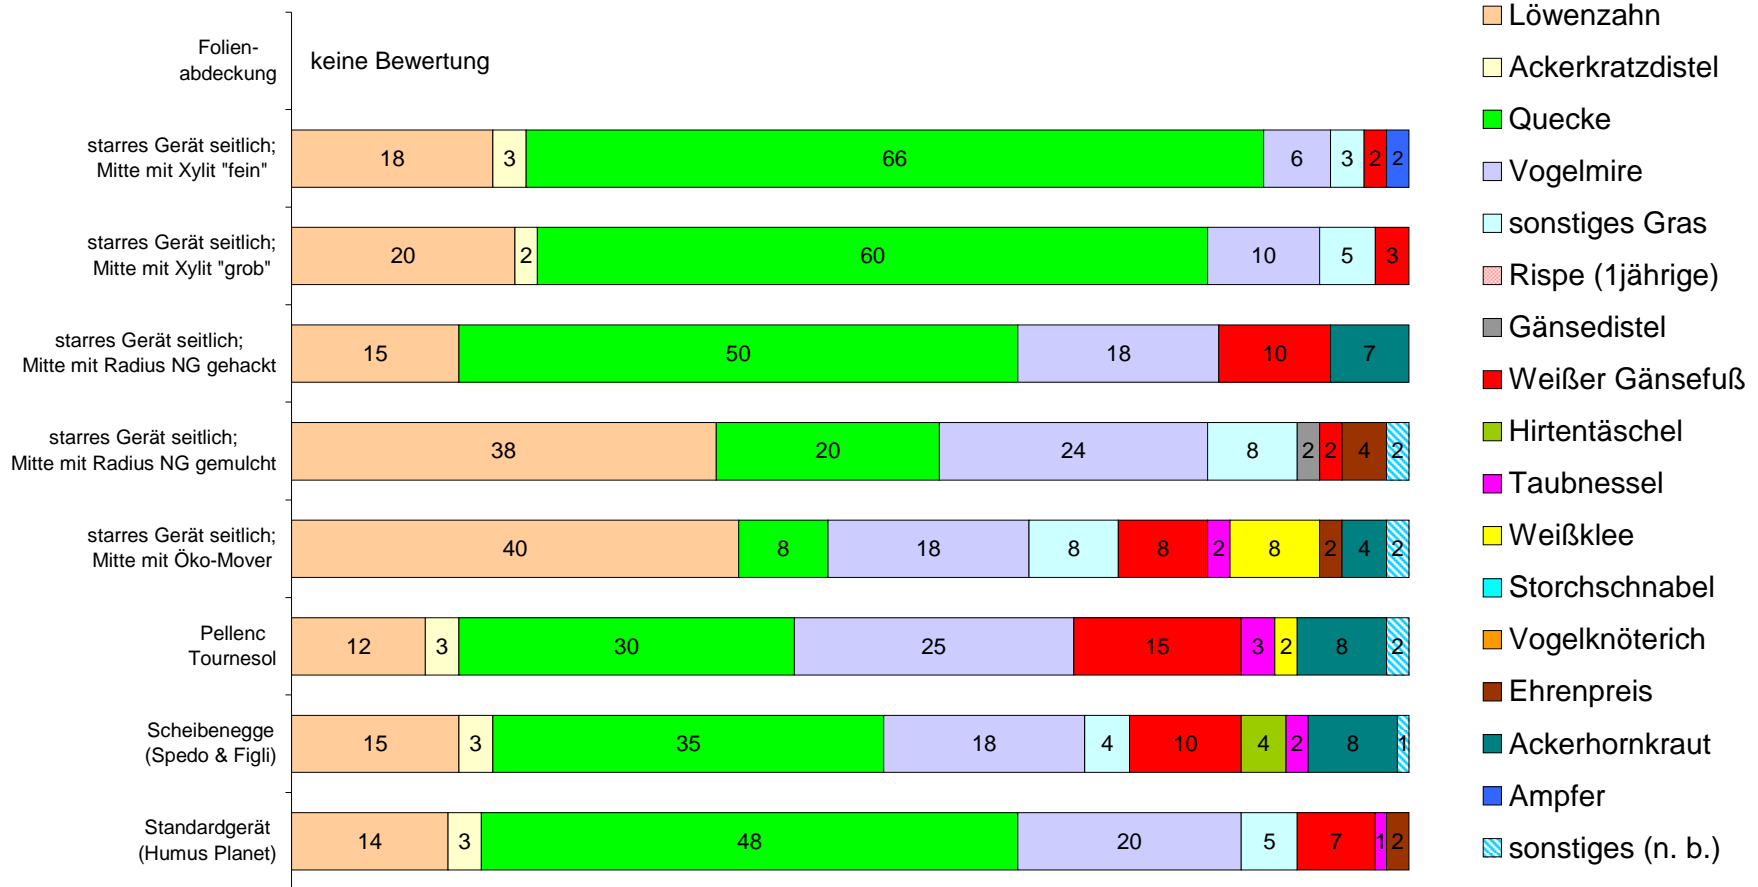 Folien-
abdeckung
keine Bewertung
starres Gerät seitlich;
Mitte mit Xylit "fein"
18 3 66 6 3 2 2
starres Gerät seitlich;
Mitte mit Xylit "grob"
20 2 60 10 5 3
starres Gerät seitlich;
Mitte mit Radius NG gehackt
15 50 18 10 7
starres Gerät seitlich;
Mitte mit Radius NG gemulcht
38 20 24 8 2 2 4 2
starres Gerät seitlich;
Mitte mit Öko-Mover
40 8 18 8 8 2 8 2 4 2
Pellenc
Tournesol
12 3 30 25 15 3 2 8 2
Scheibenegge
(Spedo & Figli)
15 3 35 18 4 10 4 2 8 1
Standardgerät
(Humus Planet)
14 3 48 20 5 7 1 2
Löwenzahn
Ackerkratzdistel
Quecke
Vogelmire
sonstiges Gras
Rispe (1jährige)
Gänsedistel
Weißer Gänsefuß
Hirtentäschel
Taubnessel
Weißklee
Storchschnabel
Vogelknöterich
Ehrenpreis
Ackerhornkraut
Ampfer
sonstiges (n. b.)